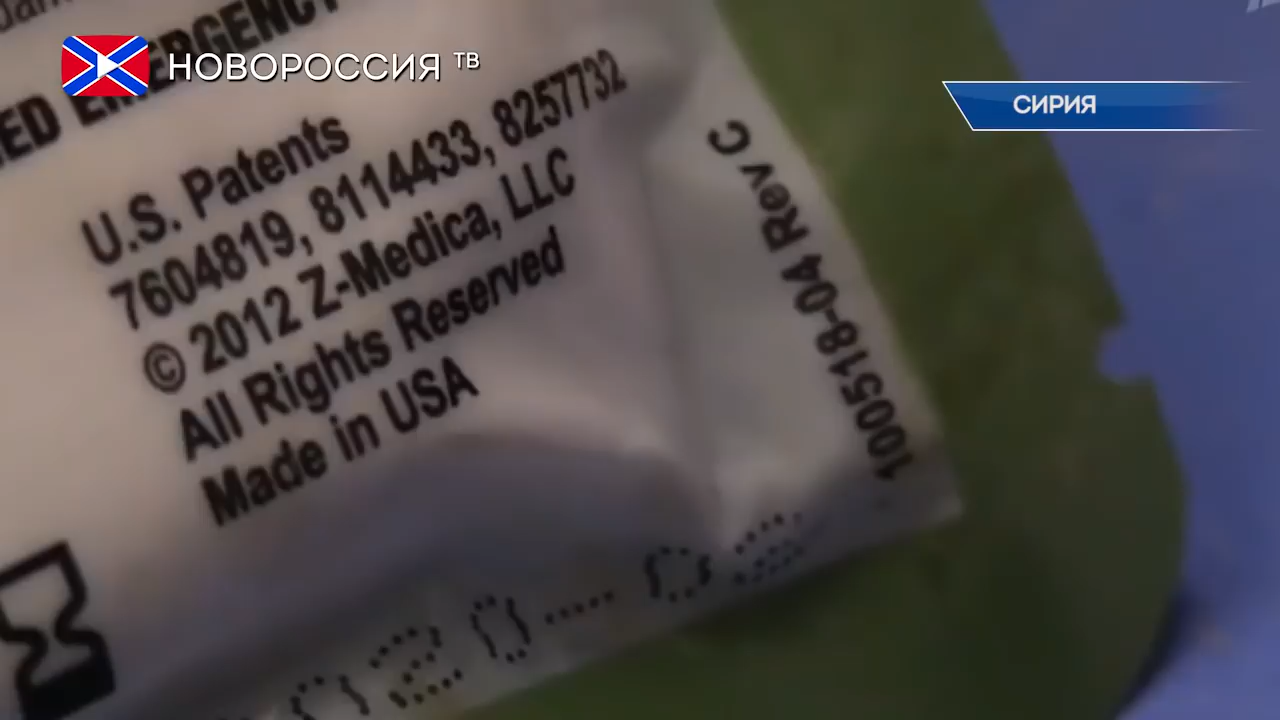 НОВОРОССИЯ ТВ
СИРИЯ
EMERGENCY
U.S. Patents
7604819, 8114433, 8257732
© 2012 Z-Medica, LLC
All Rights Reserved
Made in USA
100518-04 Rev C